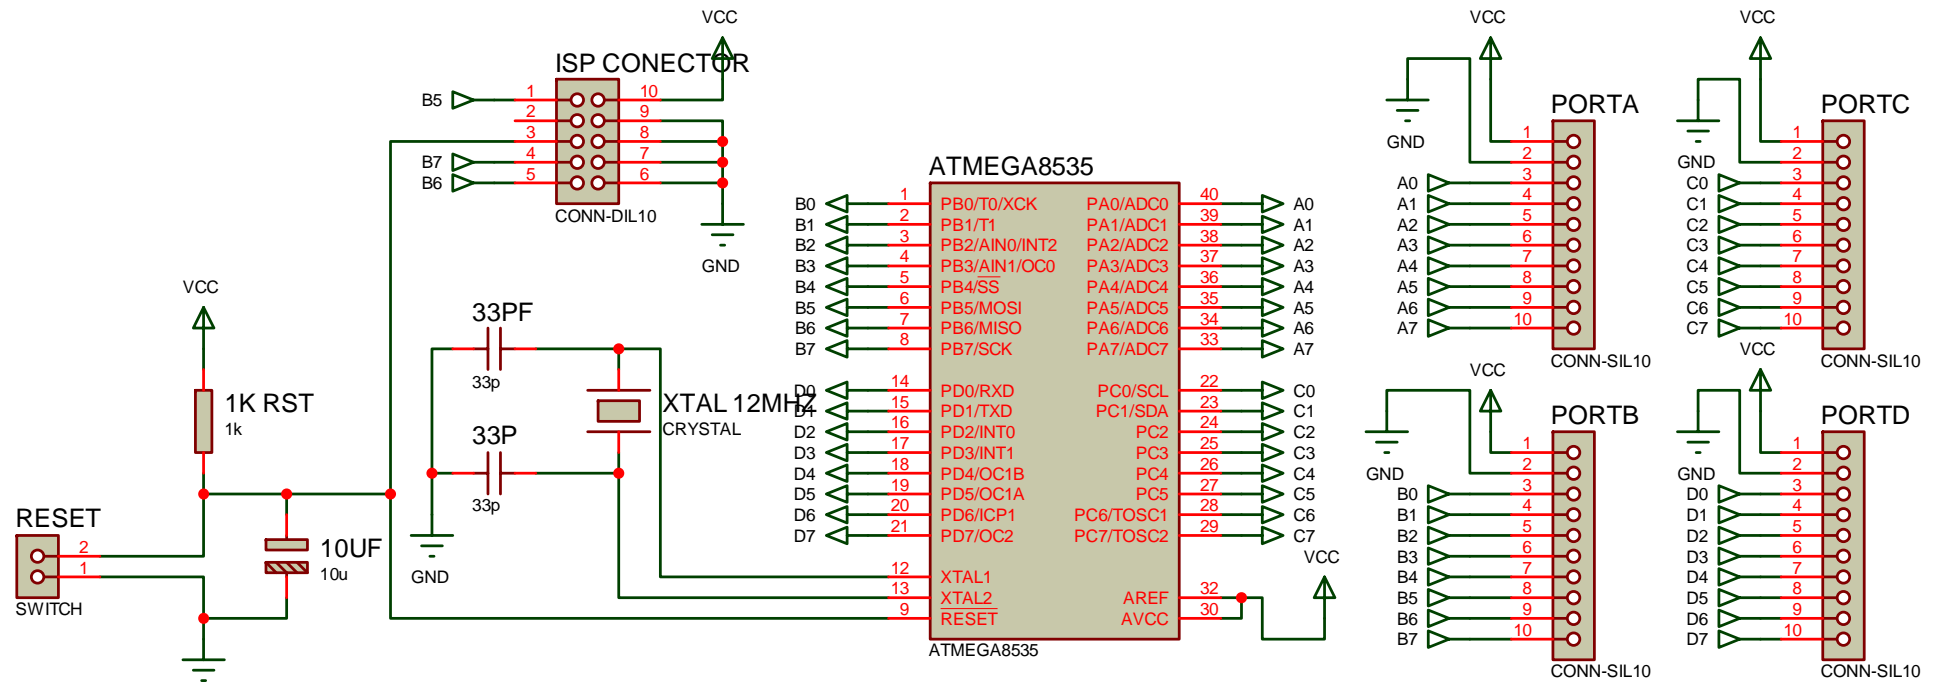 VCC
ISP CONECTOR
B5
1
10
2
9
3
8
B7
4
7
B6
5
6
CONN-DIL10
GND
VCC
1K RST
1k
RESET
2
1
SWITCH
10UF
10u
33PF
33p
33P
33p
GND
XTAL 12MHZ
CRYSTAL
ATMEGA8535
B0 1 PB0/T0/XCK PA0/ADC0 40 A0
B1 2 PB1/T1 PA1/ADC1 39 A1
B2 3 PB2/AIN0/INT2 PA2/ADC2 38 A2
B3 4 PB3/AIN1/OC0 PA3/ADC3 37 A3
B4 5 PB4/SS PA4/ADC4 36 A4
B5 6 PB5/MOSI PA5/ADC5 35 A5
B6 7 PB6/MISO PA6/ADC6 34 A6
B7 8 PB7/SCK PA7/ADC7 33 A7
D0 14 PD0/RXD PC0/SCL 22 C0
D1 15 PD1/TXD PC1/SDA 23 C1
D2 16 PD2/INT0 PC2 24 C2
D3 17 PD3/INT1 PC3 25 C3
D4 18 PD4/OC1B PC4 26 C4
D5 19 PD5/OC1A PC5 27 C5
D6 20 PD6/ICP1 PC6/TOSC1 28 C6
D7 21 PD7/OC2 PC7/TOSC2 29 C7
12 XTAL1
13 XTAL2 AREF 32
9 RESET AVCC 30
VCC
ATMEGA8535
VCC
GND
PORTA
1
2
A0 3
A1 4
A2 5
A3 6
A4 7
A5 8
A6 9
A7 10
CONN-SIL10
VCC
GND
PORTC
1
2
C0 3
C1 4
C2 5
C3 6
C4 7
C5 8
C6 9
C7 10
CONN-SIL10
VCC
GND
PORTB
1
2
B0 3
B1 4
B2 5
B3 6
B4 7
B5 8
B6 9
B7 10
CONN-SIL10
VCC
GND
PORTD
1
2
D0 3
D1 4
D2 5
D3 6
D4 7
D5 8
D6 9
D7 10
CONN-SIL10